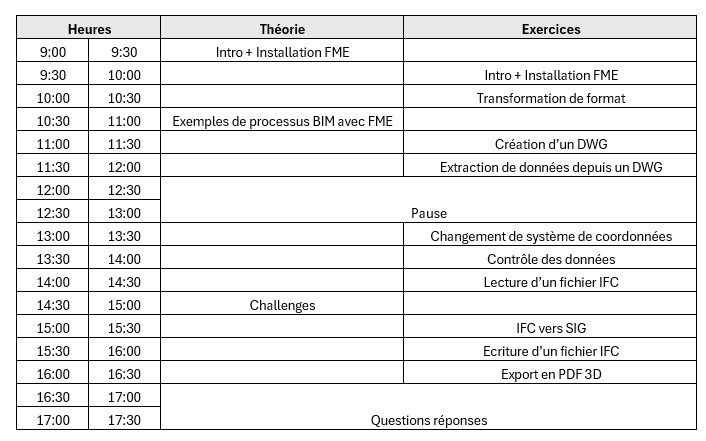 Heures Théorie Exercices
9:00 9:30 Intro + Installation FME
9:30 10:00 Intro + Installation FME
10:00 10:30 Transformation de format
10:30 11:00 Exemples de processus BIM avec FME
11:00 11:30 Création d'un DWG
11:30 12:00 Extraction de données depuis un DWG
12:00 12:30
12:30 13:00 Pause
13:00 13:30 Changement de système de coordonnées
13:30 14:00 Contrôle des données
14:00 14:30 Lecture d'un fichier IFC
14:30 15:00 Challenges
15:00 15:30 IFC vers SIG
15:30 16:00 Ecriture d'un fichier IFC
16:00 16:30 Export en PDF 3D
16:30 17:00
17:00 17:30 Questions réponses